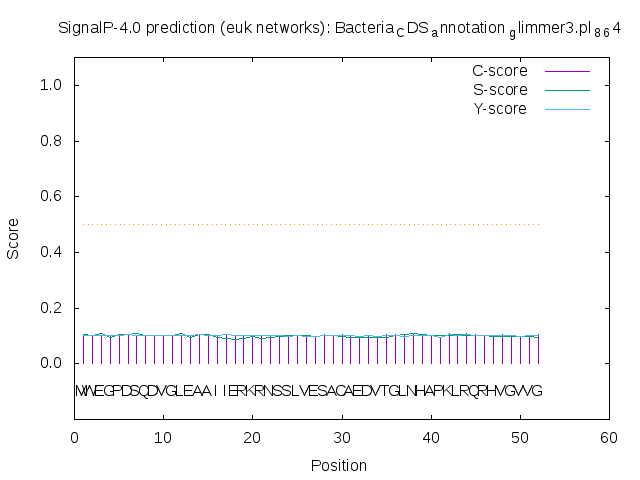 SignalP-4.0 prediction (euk networks): Bacteria_CDS_annotation_glimmer3.pl_864
C-score
S-score
Y-score
1.0
0.8
0.6
0.4
0.2
0.0
Score
MWEGPDSQDVGLEAAIIERKRNSSLVESACAEDVTGLNHAPKLRQRHVGVVG
0 10 20 30 40 50 60
Position